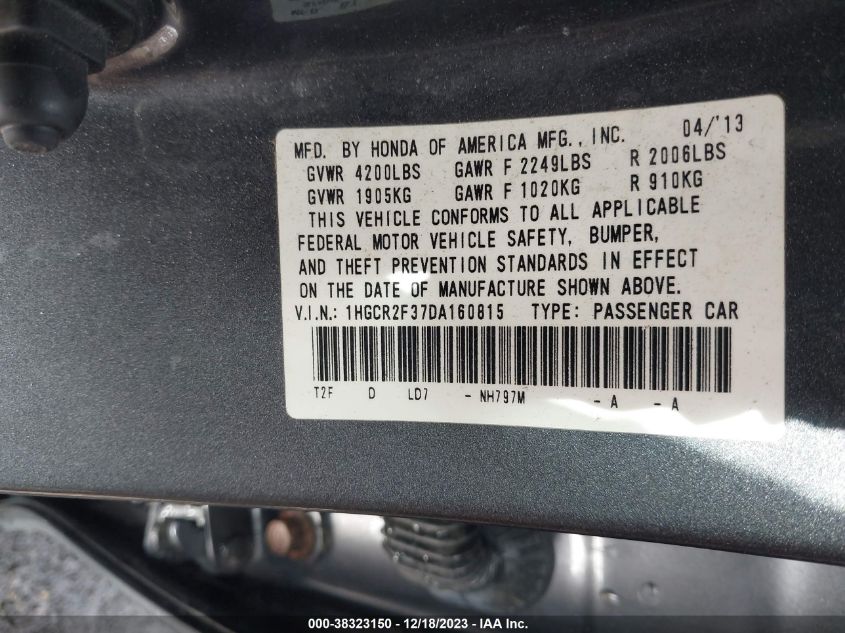 MFD. BY HONDA OF AMERICA MFG., INC. 04/'13
GVWR 4200LBS GAWR F 2249LBS R 2006LBS
GVWR 1905KG GAWR F 1020KG R 910KG
THIS VEHICLE CONFORMS TO ALL APPLICABLE
FEDERAL MOTOR VEHICLE SAFETY, BUMPER,
AND THEFT PREVENTION STANDARDS IN EFFECT
ON THE DATE OF MANUFACTURE SHOWN ABOVE.
V.I.N.: 1HGCR2F37DA160815 TYPE: PASSENGER CAR
T2F D LD7 - NH797M - A - A
000-38323150 - 12/18/2023 - IAA Inc.